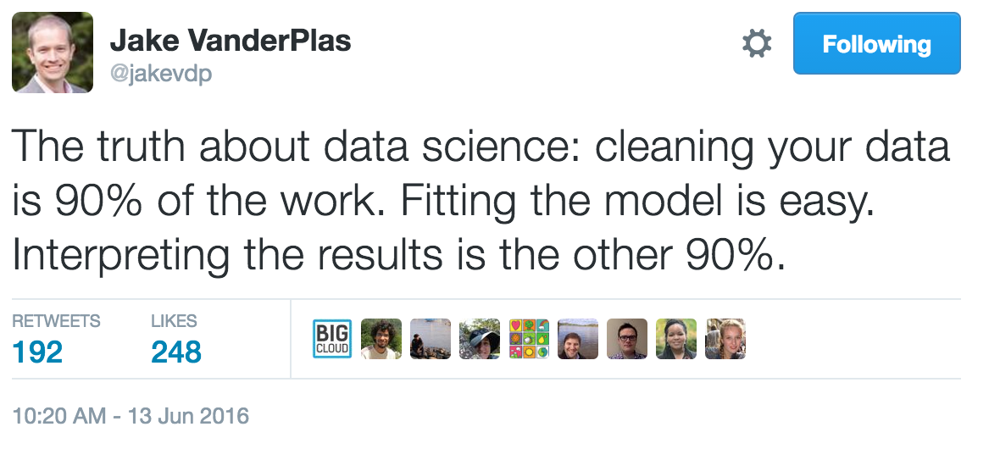 Jake VanderPlas
@jakevdp
Following
The truth about data science: cleaning your data
is 90% of the work. Fitting the model is easy.
Interpreting the results is the other 90%.
RETWEETS
192
LIKES
248
BIG
CLOUD
10:20 AM - 13 Jun 2016